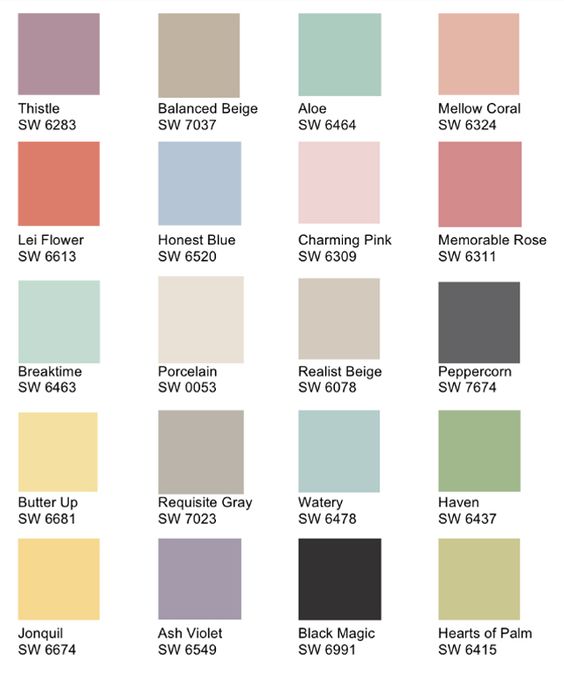 Thistle
SW 6283
Balanced Beige
SW 7037
Aloe
SW 6464
Mellow Coral
SW 6324
Lei Flower
SW 6613
Honest Blue
SW 6520
Charming Pink
SW 6309
Memorable Rose
SW 6311
Breaktime
SW 6463
Porcelain
SW 0053
Realist Beige
SW 6078
Peppercorn
SW 7674
Butter Up
SW 6681
Requisite Gray
SW 7023
Watery
SW 6478
Haven
SW 6437
Jonquil
SW 6674
Ash Violet
SW 6549
Black Magic
SW 6991
Hearts of Palm
SW 6415